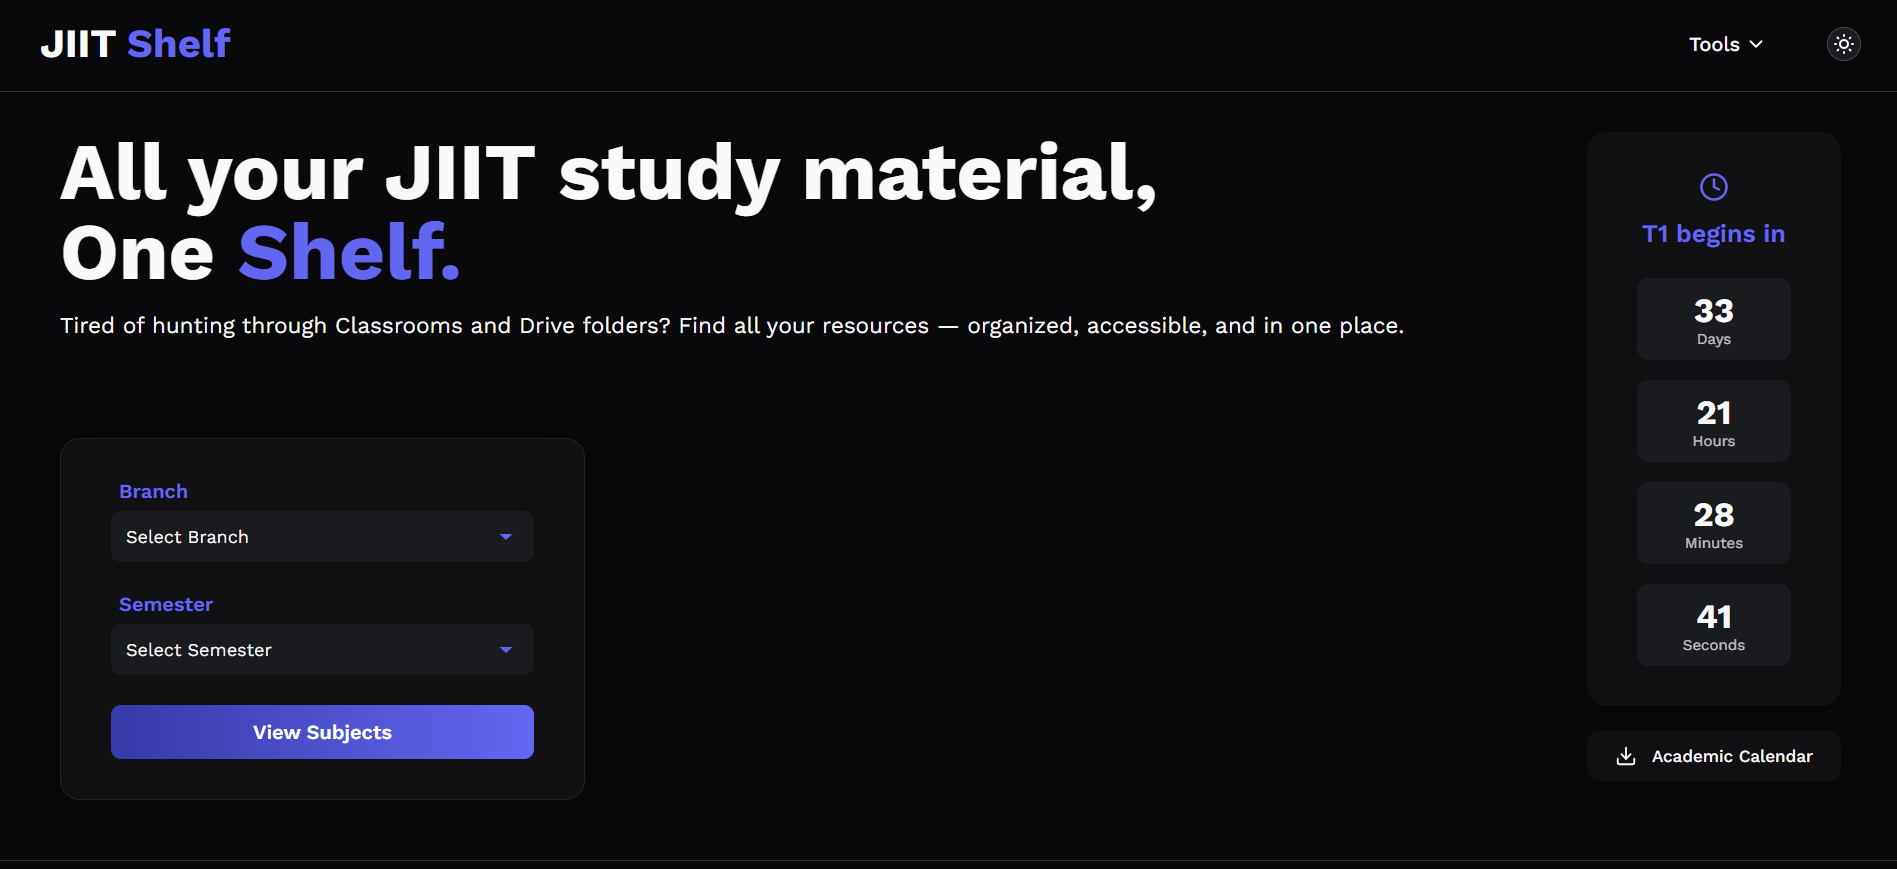 JIIT Shelf
Tools
All your JIIT study material,
One Shelf.
Tired of hunting through Classrooms and Drive folders? Find all your resources — organized, accessible, and in one place.
Branch
Select Branch
Semester
Select Semester
View Subjects
T1 begins in
33
Days
21
Hours
28
Minutes
41
Seconds
Academic Calendar